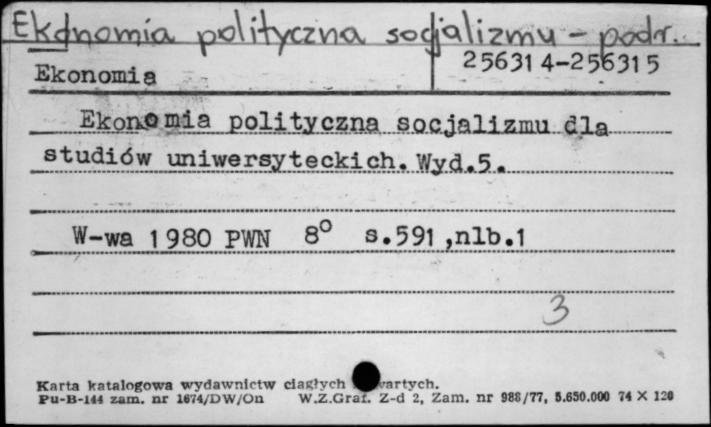 Ekonomia polityczna socjalizmu - podr.
256314-256315
Ekonomia
Ekonomia polityczna socjalizmu dla
studiów uniwersyteckich. Wyd.5.
W-wa 1980 PWN 8° s.591,nlb.1
3
Karta katalogowa wydawnictw ciągłych
Pu-B-144 zam. nr 1674/DW/On W.Z.Graf. Z-d 2, Zam. nr 988/77, 5.650.000 74 X 120